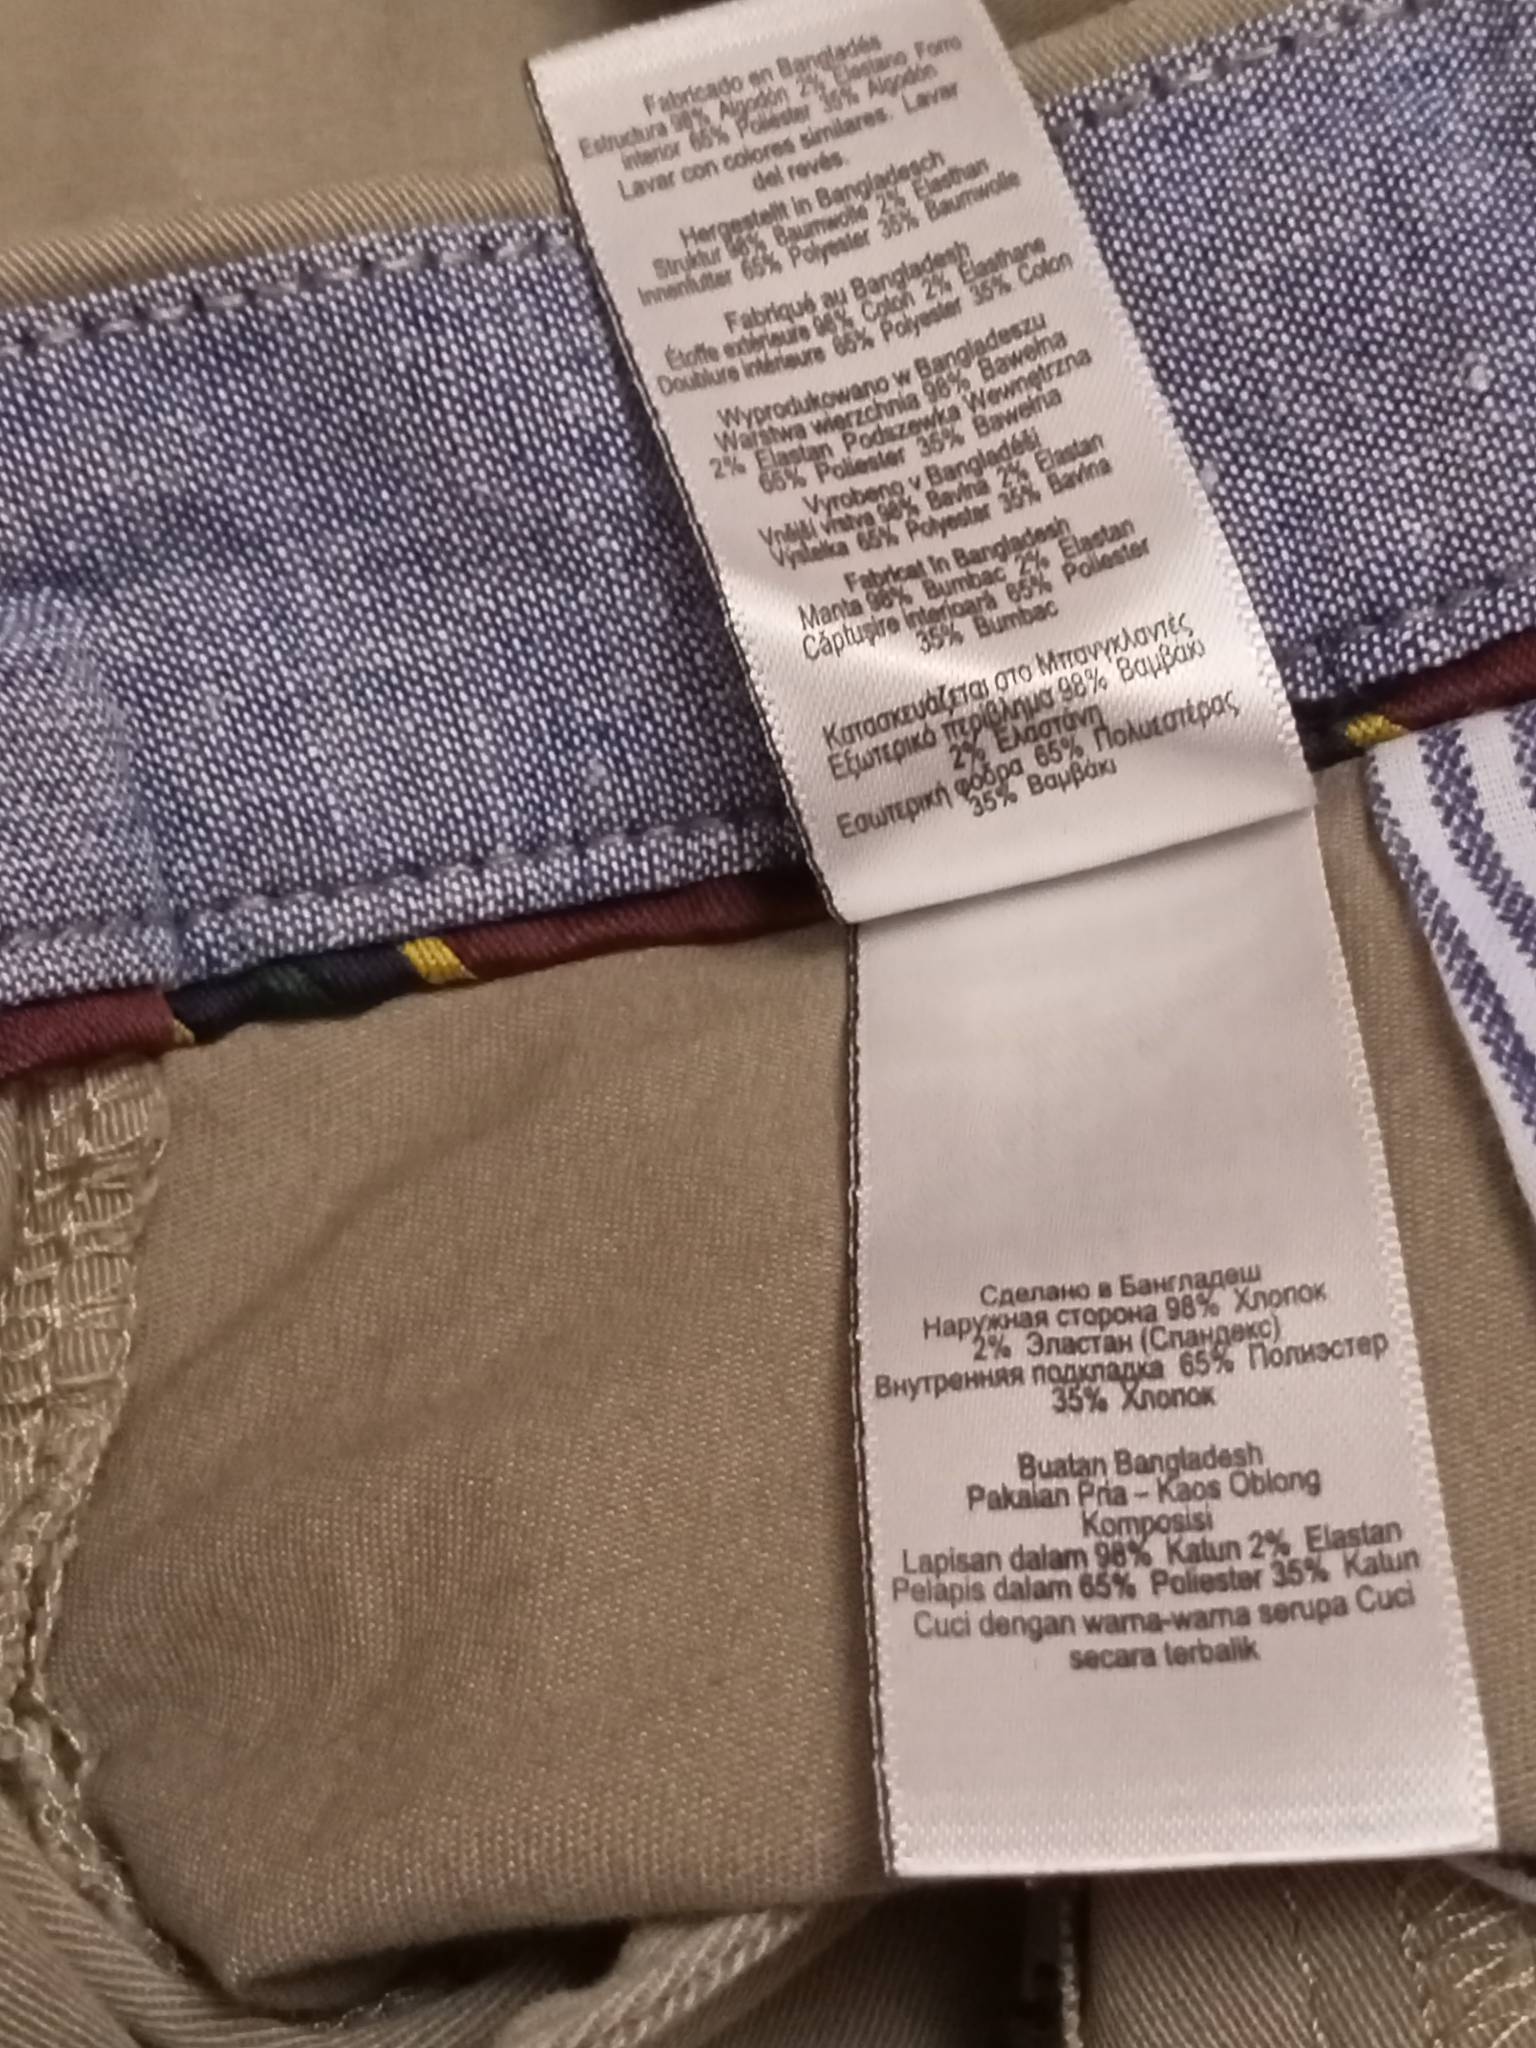 Fabricado en Bangladés
Estructura 98% Algodón 2% Elastano Forro
interior 65% Poliéster 35% Algodón
Lavar con colores similares. Lavar
del revés.
Hergestellt in Bangladesch
Struktur 98% Baumwolle 2% Elasthan
Innenfutter 65% Polyester 35% Baumwolle
Fabriqué au Bangladesh
Étoffe extérieure 98% Coton 2% Élasthane
Doublure intérieure 65% Polyester 35% Coton
Wyprodukowano w Bangladeszu
Warstwa wierzchnia 98% Bawełna
2% Elastan Podszewka Wewnętrzna
65% Poliester 35% Bawełna
Vyrobeno v Bangladéši
Vnější vrstva 98% Bavlna 2% Elastan
Výstelka 65% Polyester 35% Bavlna
Fabricat în Bangladesh
Manta 98% Bumbac 2% Elastan
Căptușire interioară 65% Poliester
35% Bumbac
Κατασκευάζεται στο Μπανγκλαντές
Εξωτερικό περίβλημα 98% Βαμβάκι
2% Ελαστάνη
Εσωτερική φόδρα 65% Πολυεστέρας
35% Βαμβάκι
Сделано в Бангладеш
Наружная сторона 98% Хлопок
2% Эластан (Спандекс)
Внутренняя подкладка 65% Полиэстер
35% Хлопок
Buatan Bangladesh
Pakaian Pria – Kaos Oblong
Komposisi
Lapisan dalam 98% Katun 2% Elastan
Pelapis dalam 65% Poliester 35% Katun
Cuci dengan warna-warna serupa Cuci
secara terbalik